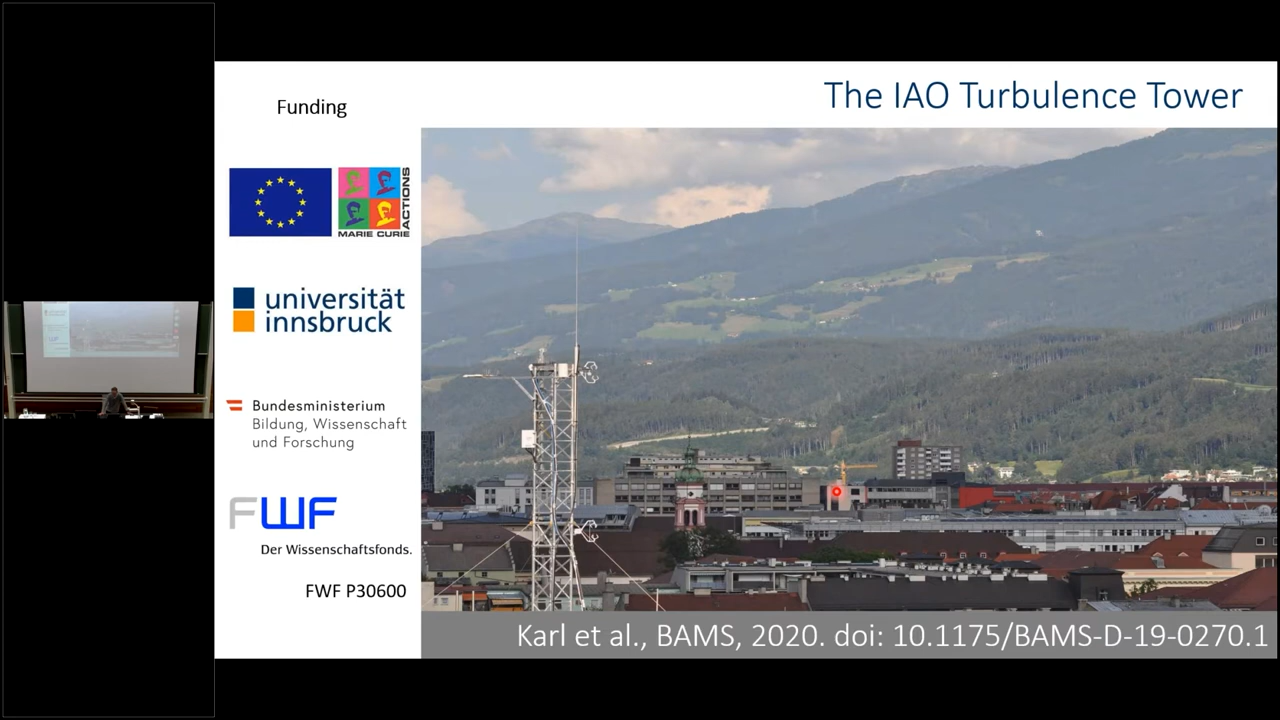 The IAO Turbulence Tower
Funding
MARIE CURIE
ACTIONS
universität
innsbruck
Bundesministerium
Bildung, Wissenschaft
und Forschung
FWF
Der Wissenschaftsfonds.
FWF P30600
Karl et al., BAMS, 2020. doi: 10.1175/BAMS-D-19-0270.1